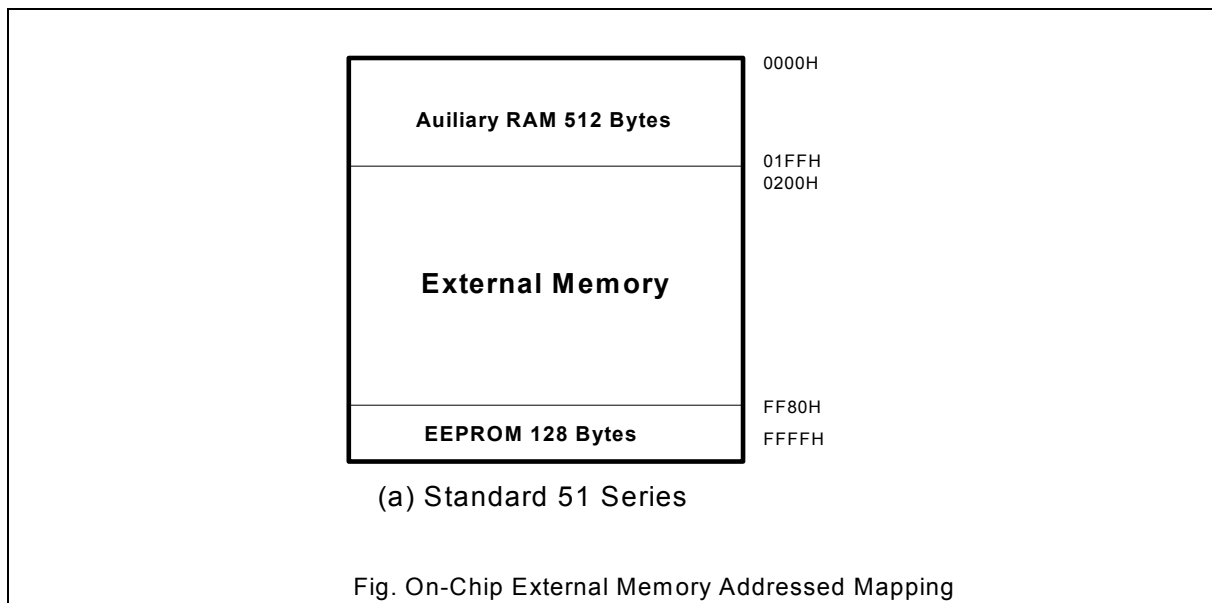 0000H
Auiliary RAM 512 Bytes
01FFH
0200H
External Memory
FF80H
EEPROM 128 Bytes
FFFFH
(a) Standard 51 Series
Fig. On-Chip External Memory Addressed Mapping